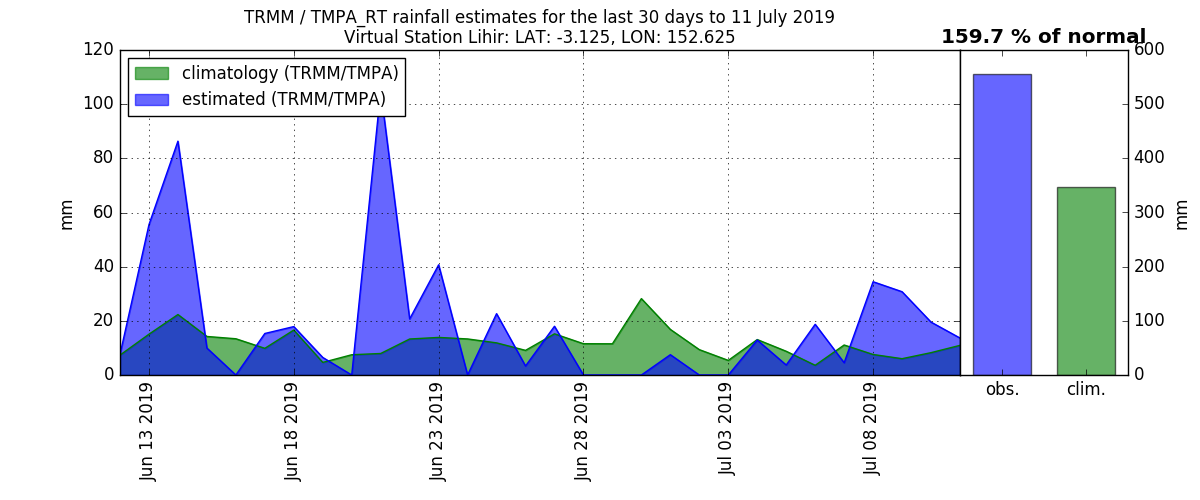 TRMM / TMPA_RT rainfall estimates for the last 30 days to 11 July 2019
Virtual Station Lihir: LAT: -3.125, LON: 152.625
159.7 % of normal
climatology (TRMM/TMPA)
estimated (TRMM/TMPA)
120
100
80
60
40
20
0
mm
Jun 13 2019
Jun 18 2019
Jun 23 2019
Jun 28 2019
Jul 03 2019
Jul 08 2019
600
500
400
300
200
100
0
mm
obs.
clim.